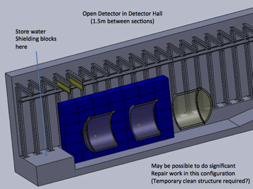 Open Detector in Detector Hall
(1.5m between sections)
Store water
Shielding blocks
here
May be possible to do significant
Repair work in this configuration
(Temporary clean structure required?)